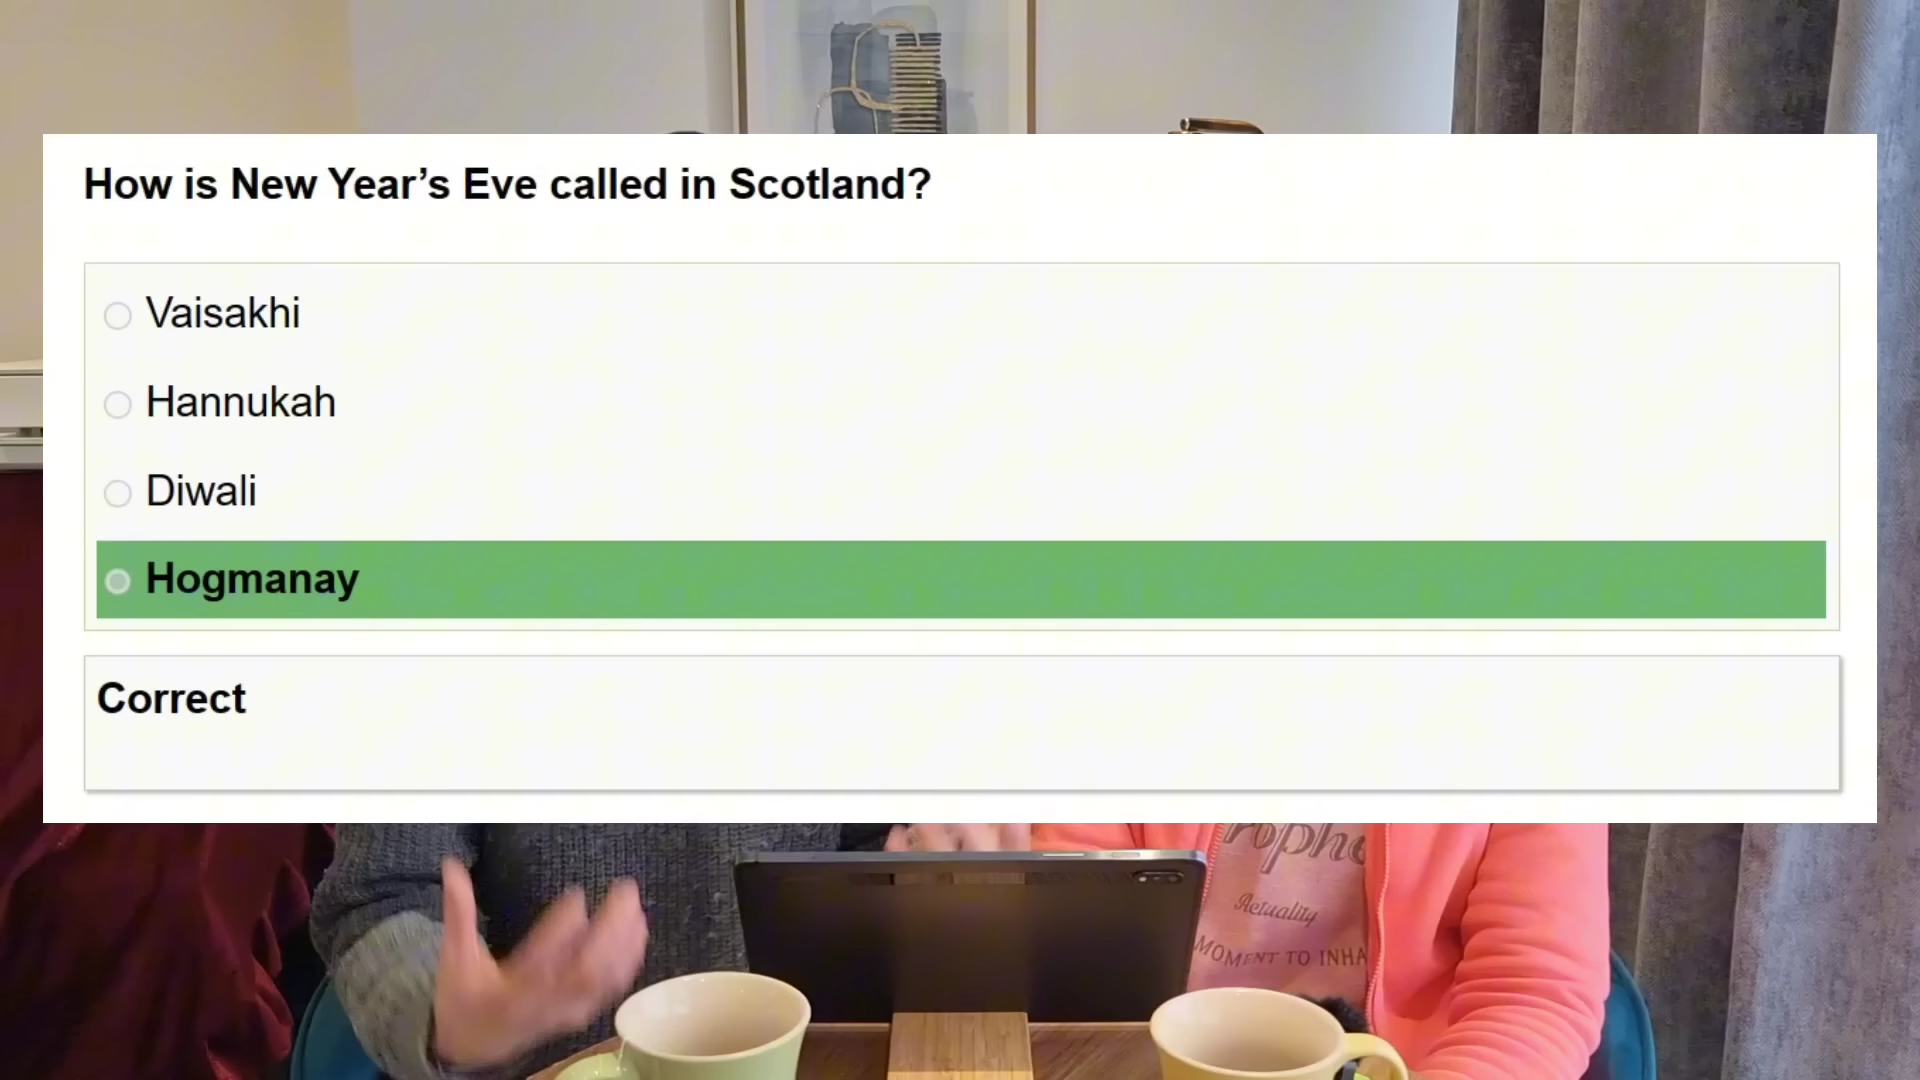 How is New Year’s Eve called in Scotland?
Vaisakhi
Hannukah
Diwali
Hogmanay
Correct
Actuality
MOMENT TO INHA